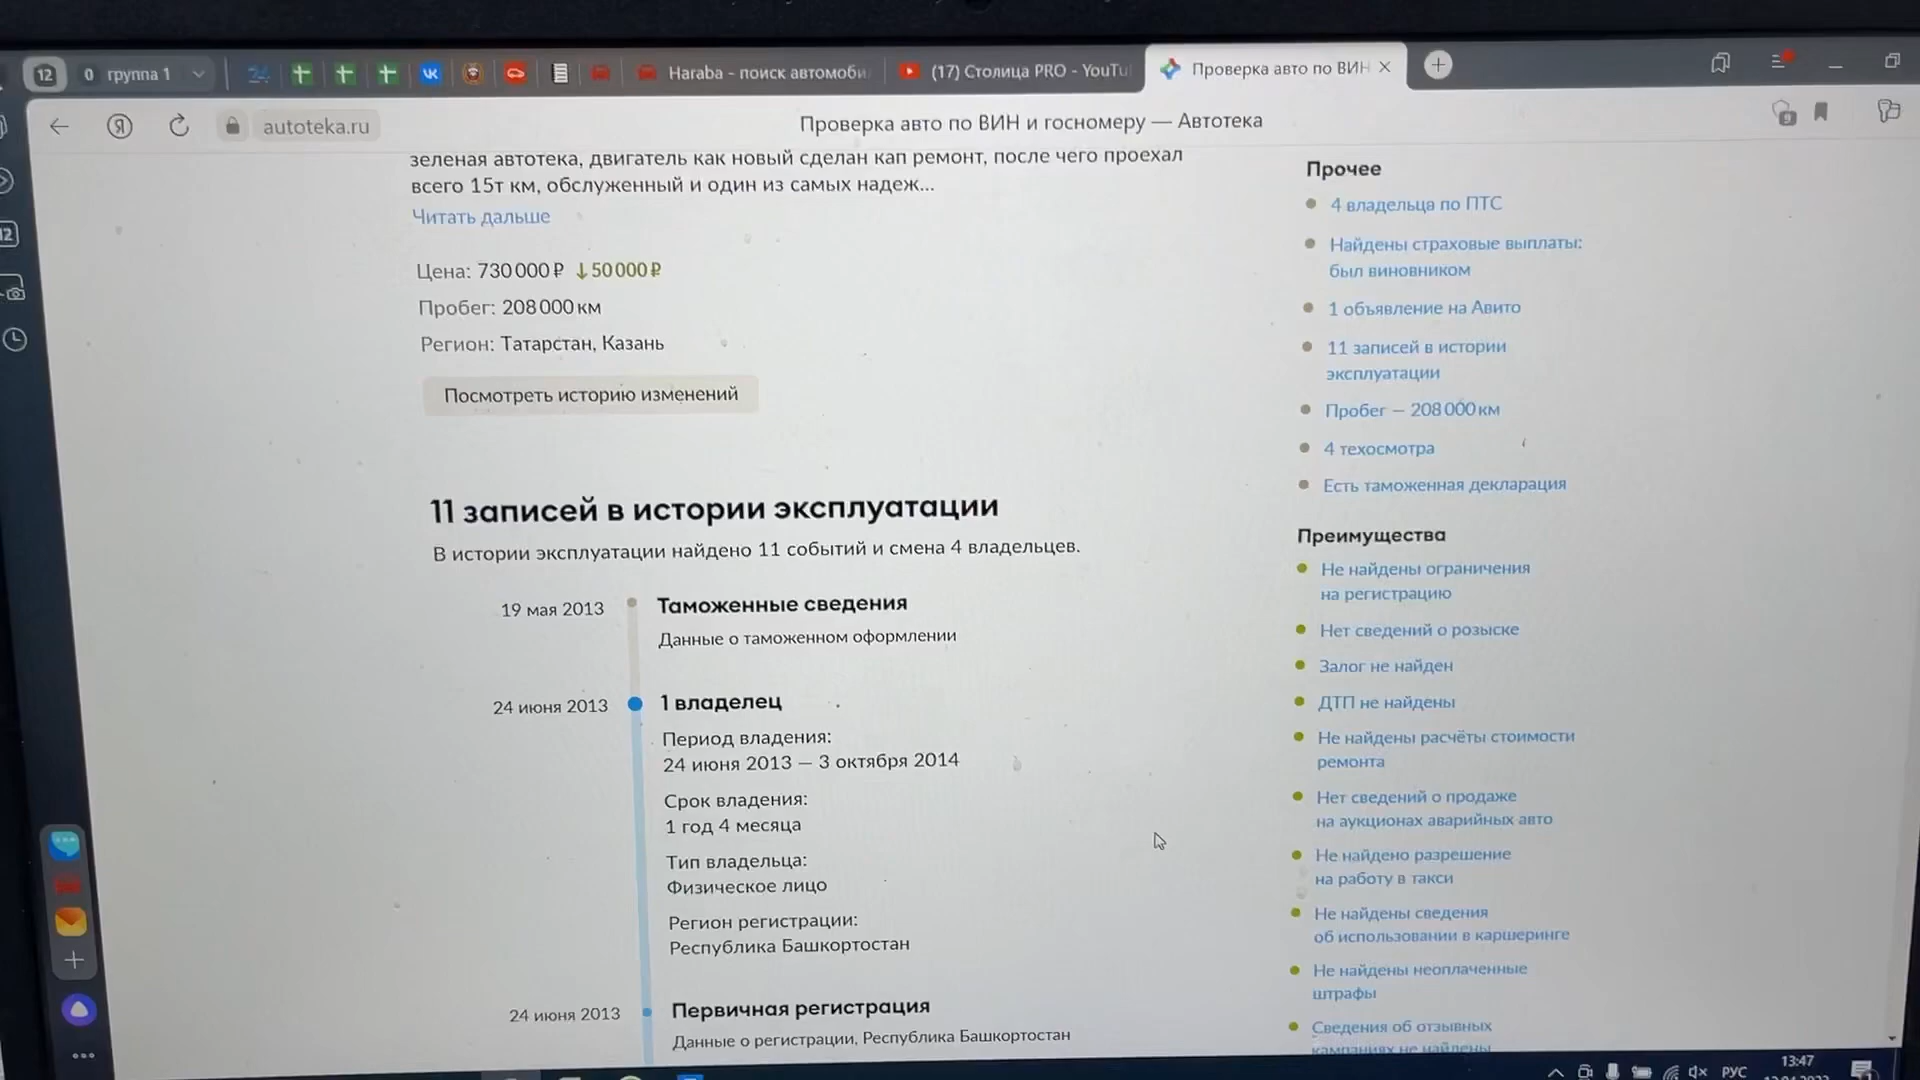 12
0 группа 1
Haraba - поиск автомоби
(17) Столица PRO - YouTu
Проверка авто по ВИН
autoteka.ru
Проверка авто по ВИН и госномеру — Автотека
зеленая автотека, двигатель как новый сделан кап ремонт, после чего проехал
всего 15т км, обслуженный и один из самых надеж...
Читать дальше
Цена: 730 000 ₽ ↓50 000 ₽
Пробег: 208 000 км
Регион: Татарстан, Казань
Посмотреть историю изменений
11 записей в истории эксплуатации
В истории эксплуатации найдено 11 событий и смена 4 владельцев.
19 мая 2013
Таможенные сведения
Данные о таможенном оформлении
24 июня 2013
1 владелец
Период владения:
24 июня 2013 — 3 октября 2014
Срок владения:
1 год 4 месяца
Тип владельца:
Физическое лицо
Регион регистрации:
Республика Башкортостан
24 июня 2013
Первичная регистрация
Данные о регистрации, Республика Башкортостан
Прочее
4 владельца по ПТС
Найдены страховые выплаты:
был виновником
1 объявление на Авито
11 записей в истории
эксплуатации
Пробег — 208 000 км
4 техосмотра
Есть таможенная декларация
Преимущества
Не найдены ограничения
на регистрацию
Нет сведений о розыске
Залог не найден
ДТП не найдены
Не найдены расчёты стоимости
ремонта
Нет сведений о продаже
на аукционах аварийных авто
Не найдено разрешение
на работу в такси
Не найдены сведения
об использовании в каршеринге
Не найдены неоплаченные
штрафы
Сведения об отзывных
кампаниях не найдены
РУС
13:47